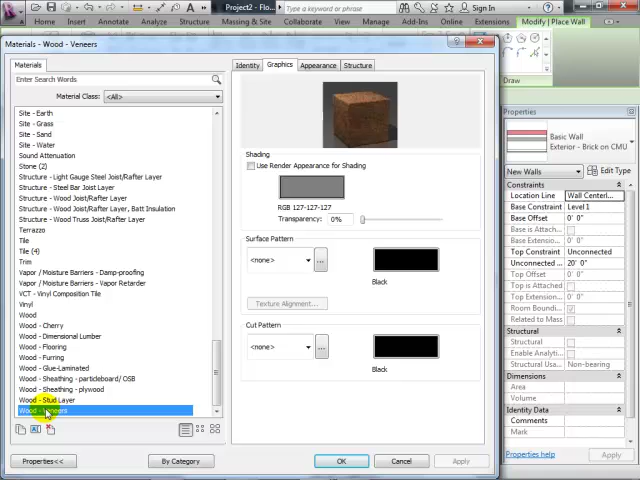 Project2 - Flo...
Type a keyword or phrase
Home
Insert
Annotate
Structure
Massing & Site
Collaborate
View
Manage
Add-Ins
Online
Extensions
Modify | Place Wall
Draw
Materials - Wood - Veneers
Materials
Enter Search Words
Material Class:
<All>
Site - Earth
Site - Grass
Site - Sand
Site - Water
Sound Attenuation
Stone (2)
Structure - Light Gauge Steel Joist/Rafter Layer
Structure - Steel Bar Joist Layer
Structure - Wood Joist/Rafter Layer
Structure - Wood Joist/Rafter Layer, Batt Insulation
Structure - Wood Truss Joist/Rafter Layer
Terrazzo
Tile
Tile (4)
Trim
Vapor / Moisture Barriers - Damp-proofing
Vapor / Moisture Barriers - Vapor Retarder
VCT - Vinyl Composition Tile
Vinyl
Wood
Wood - Cherry
Wood - Dimensional Lumber
Wood - Flooring
Wood - Furring
Wood - Glue-Laminated
Wood - Sheathing - particleboard/ OSB
Wood - Sheathing - plywood
Wood - Stud Layer
Wood - Veneers
Properties<<
By Category
OK
Cancel
Apply
Identity
Graphics
Appearance
Structure
Shading
Use Render Appearance for Shading
RGB 127-127-127
Transparency:
0%
Surface Pattern
<none>
...
Black
Texture Alignment...
Cut Pattern
<none>
...
Black
Properties
Basic Wall
Exterior - Brick on CMU
New Walls
Edit Type
Constraints
Location Line
Wall Centerli...
Base Constraint
Level 1
Base Offset
0' 0"
Base is Attach...
Base Extension...
Top Constraint
Unconnected
Unconnected ...
20' 0"
Top Offset
0' 0"
Top is Attached
Top Extension...
0' 0"
Room Boundi...
Related to Mass
Structural
Structural
Enable Analyti...
Structural Usa...
Non-bearing
Dimensions
Area
Volume
Identity Data
Comments
Mark
Properties help
Apply